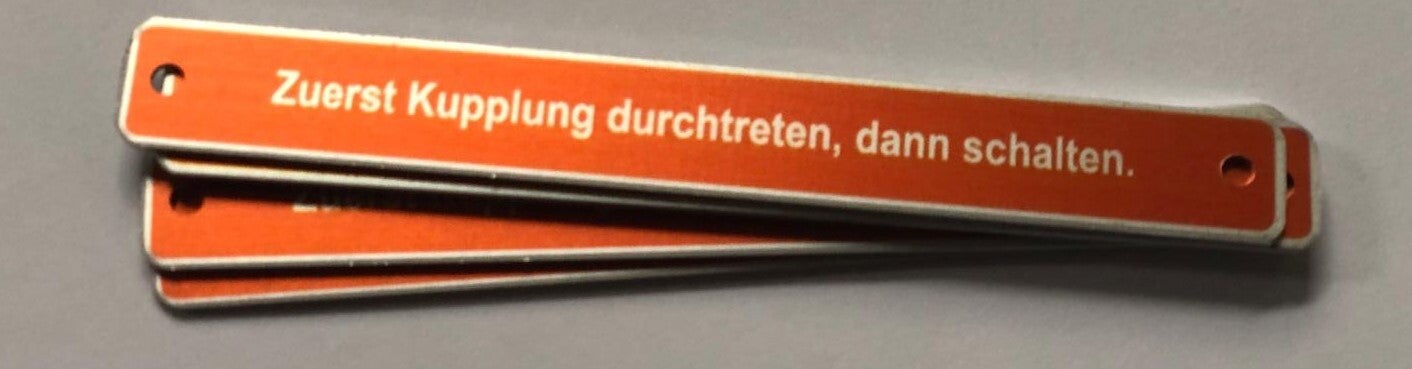 Zuerst Kupplung durchtreten, dann schalten.